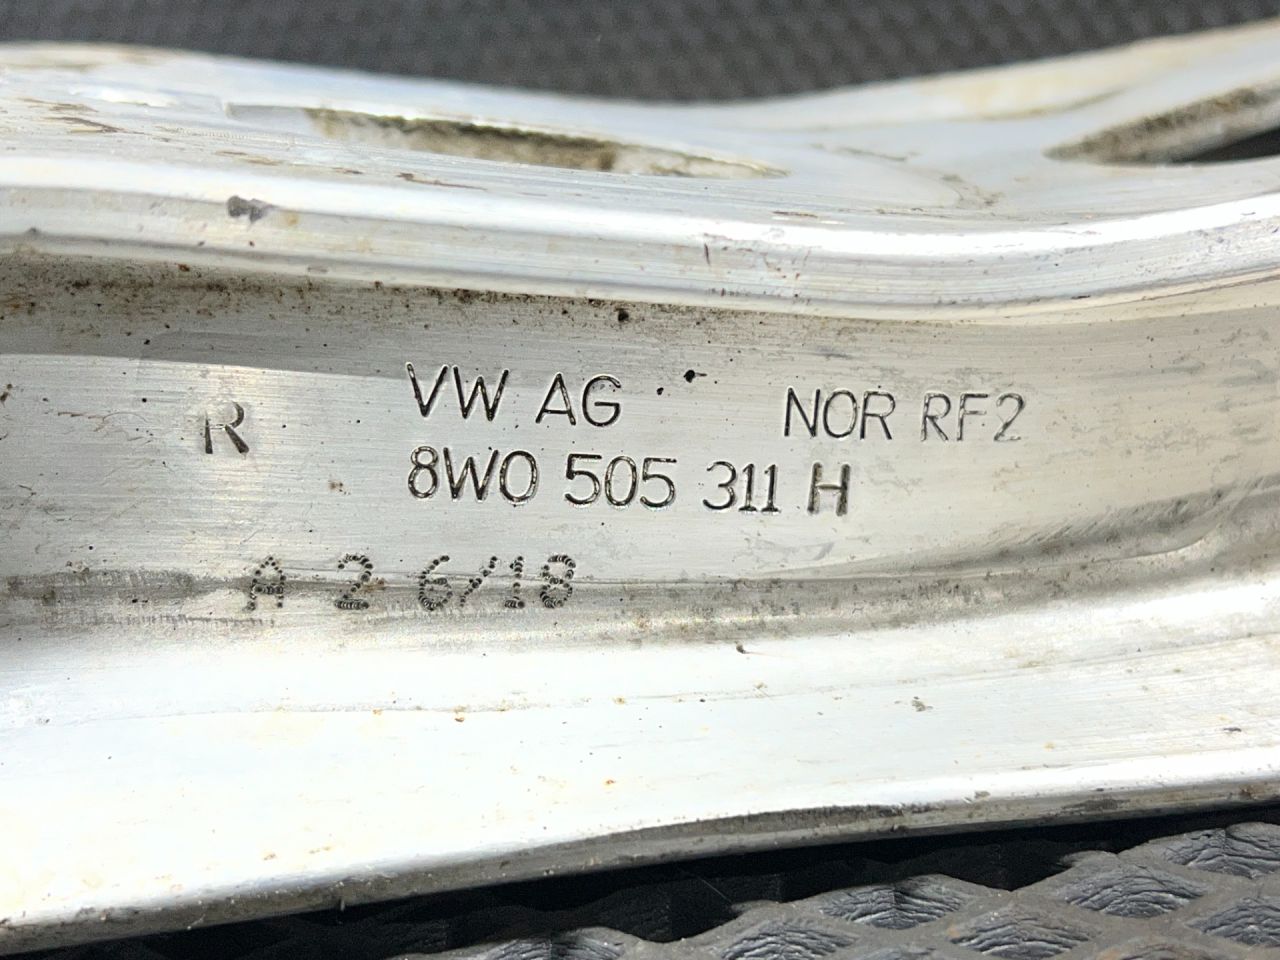 VW AG NOR RF2
R
8W0 505 311 H
A 2 6/18